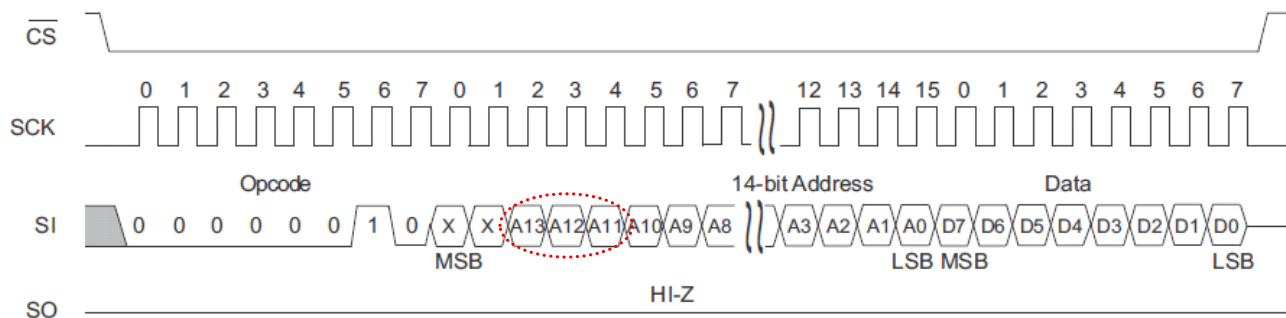 CS
0 1 2 3 4 5 6 7 0 1 2 3 4 5 6 7 12 13 14 15 0 1 2 3 4 5 6 7
SCK
Opcode 14-bit Address Data
SI 0 0 0 0 0 0 1 0 X X A13 A12 A11 A10 A9 A8 A3 A2 A1 A0 D7 D6 D5 D4 D3 D2 D1 D0
MSB LSB MSB LSB
HI-Z
SO